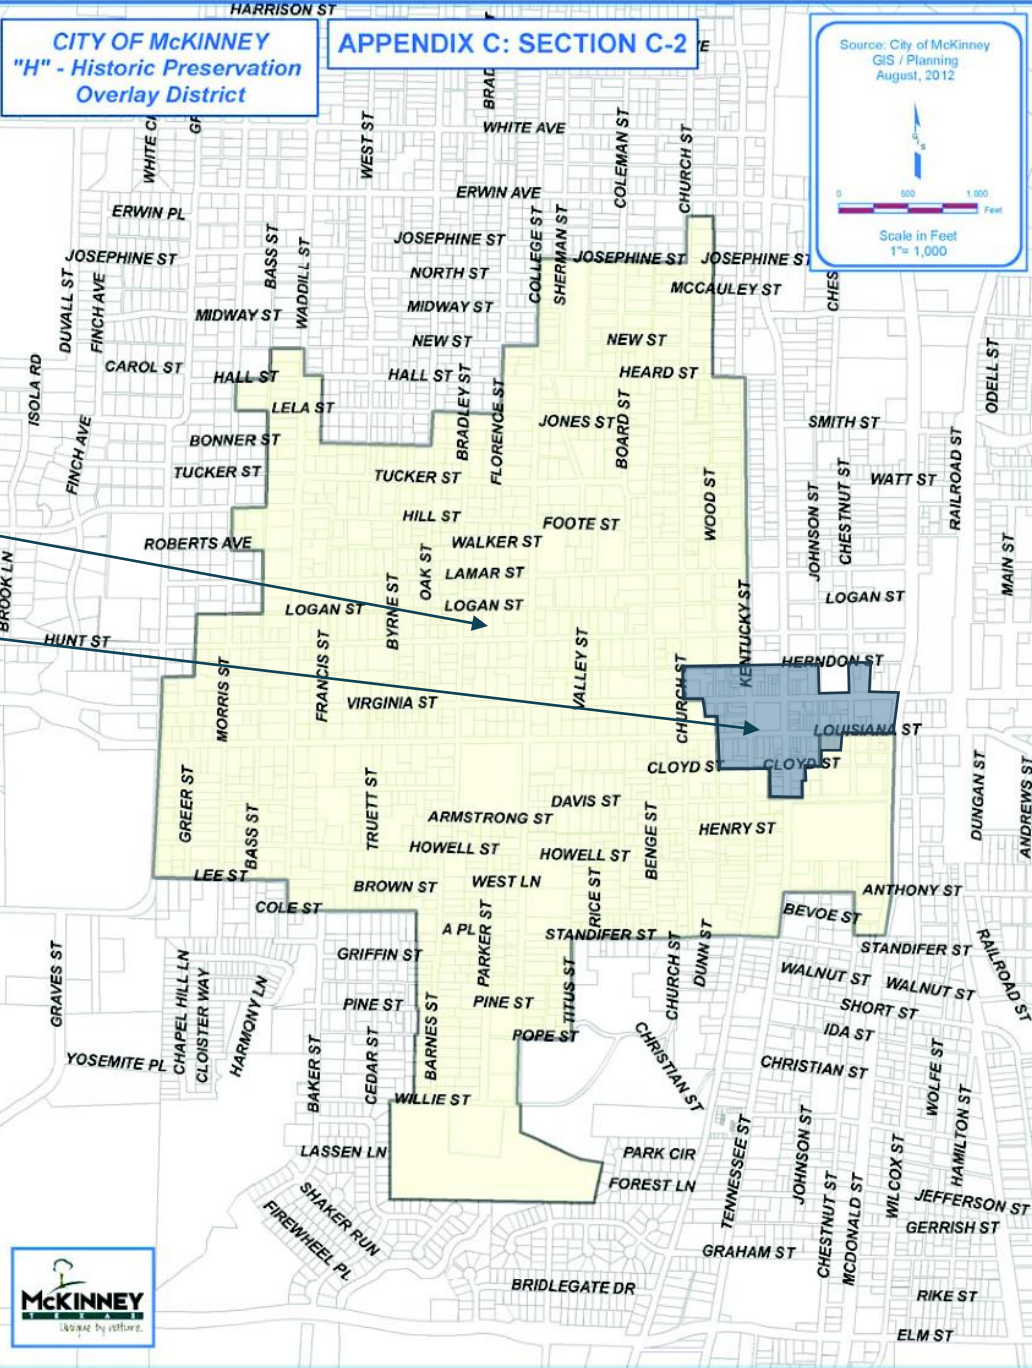 HARRISON ST
CITY OF McKINNEY
"H" - Historic Preservation
Overlay District
APPENDIX C: SECTION C-2
Source: City of McKinney
GIS / Planning
August, 2012
0 500 1,000
Feet
Scale in Feet
1"= 1,000
WHITE AVE
WEST ST
COLEMAN ST
CHURCH ST
ERWIN AVE
ERWIN PL
JOSEPHINE ST
BASS ST
WADDILL ST
JOSEPHINE ST
COLLEGE ST
SHERMAN ST
JOSEPHINE ST
JOSEPHINE ST
NORTH ST
MCCAULEY ST
DUVALL ST
FINCH AVE
MIDWAY ST
MIDWAY ST
NEW ST
NEW ST
ISOLA RD
CAROL ST
HALL ST
HALL ST
BRADLEY ST
FLORENCE ST
HEARD ST
ODELL ST
LELA ST
JONES ST
BOARD ST
SMITH ST
FINCH AVE
BONNER ST
TUCKER ST
TUCKER ST
WOOD ST
JOHNSON ST
CHESTNUT ST
WATT ST
RAILROAD ST
HILL ST
FOOTE ST
ROBERTS AVE
WALKER ST
OAK ST
LAMAR ST
MAIN ST
BROOK LN
LOGAN ST
BYRNE ST
LOGAN ST
LOGAN ST
KENTUCKY ST
HUNT ST
FRANCIS ST
VALLEY ST
CHURCH ST
HERNDON ST
MORRIS ST
VIRGINIA ST
LOUISIANA ST
CLOYD ST
CLOYD ST
GREER ST
BASS ST
TRUETT ST
DAVIS ST
ARMSTRONG ST
BENGE ST
HENRY ST
DUNGAN ST
ANDREWS ST
HOWELL ST
HOWELL ST
LEE ST
BROWN ST
WEST LN
RICE ST
ANTHONY ST
COLE ST
BEVOE ST
A PL
PARKER ST
STANDIFER ST
STANDIFER ST
GRAVES ST
CHAPEL HILL LN
CLOISTER WAY
HARMONY LN
GRIFFIN ST
CHURCH ST
DUNN ST
RAILROAD ST
WALNUT ST
WALNUT ST
PINE ST
PINE ST
TITUS ST
SHORT ST
BARNES ST
POPE ST
IDA ST
YOSEMITE PL
BAKER ST
CEDAR ST
CHRISTIAN ST
CHRISTIAN ST
WOLFE ST
WILLIE ST
HAMILTON ST
LASSEN LN
PARK CIR
TENNESSEE ST
JOHNSON ST
WILCOX ST
FOREST LN
CHESTNUT ST
MCDONALD ST
JEFFERSON ST
SHAKER RUN
FIREWHEEL PL
GERRISH ST
GRAHAM ST
BRIDLEGATE DR
RIKE ST
ELM ST
McKINNEY
TEXAS
Unique by nature.